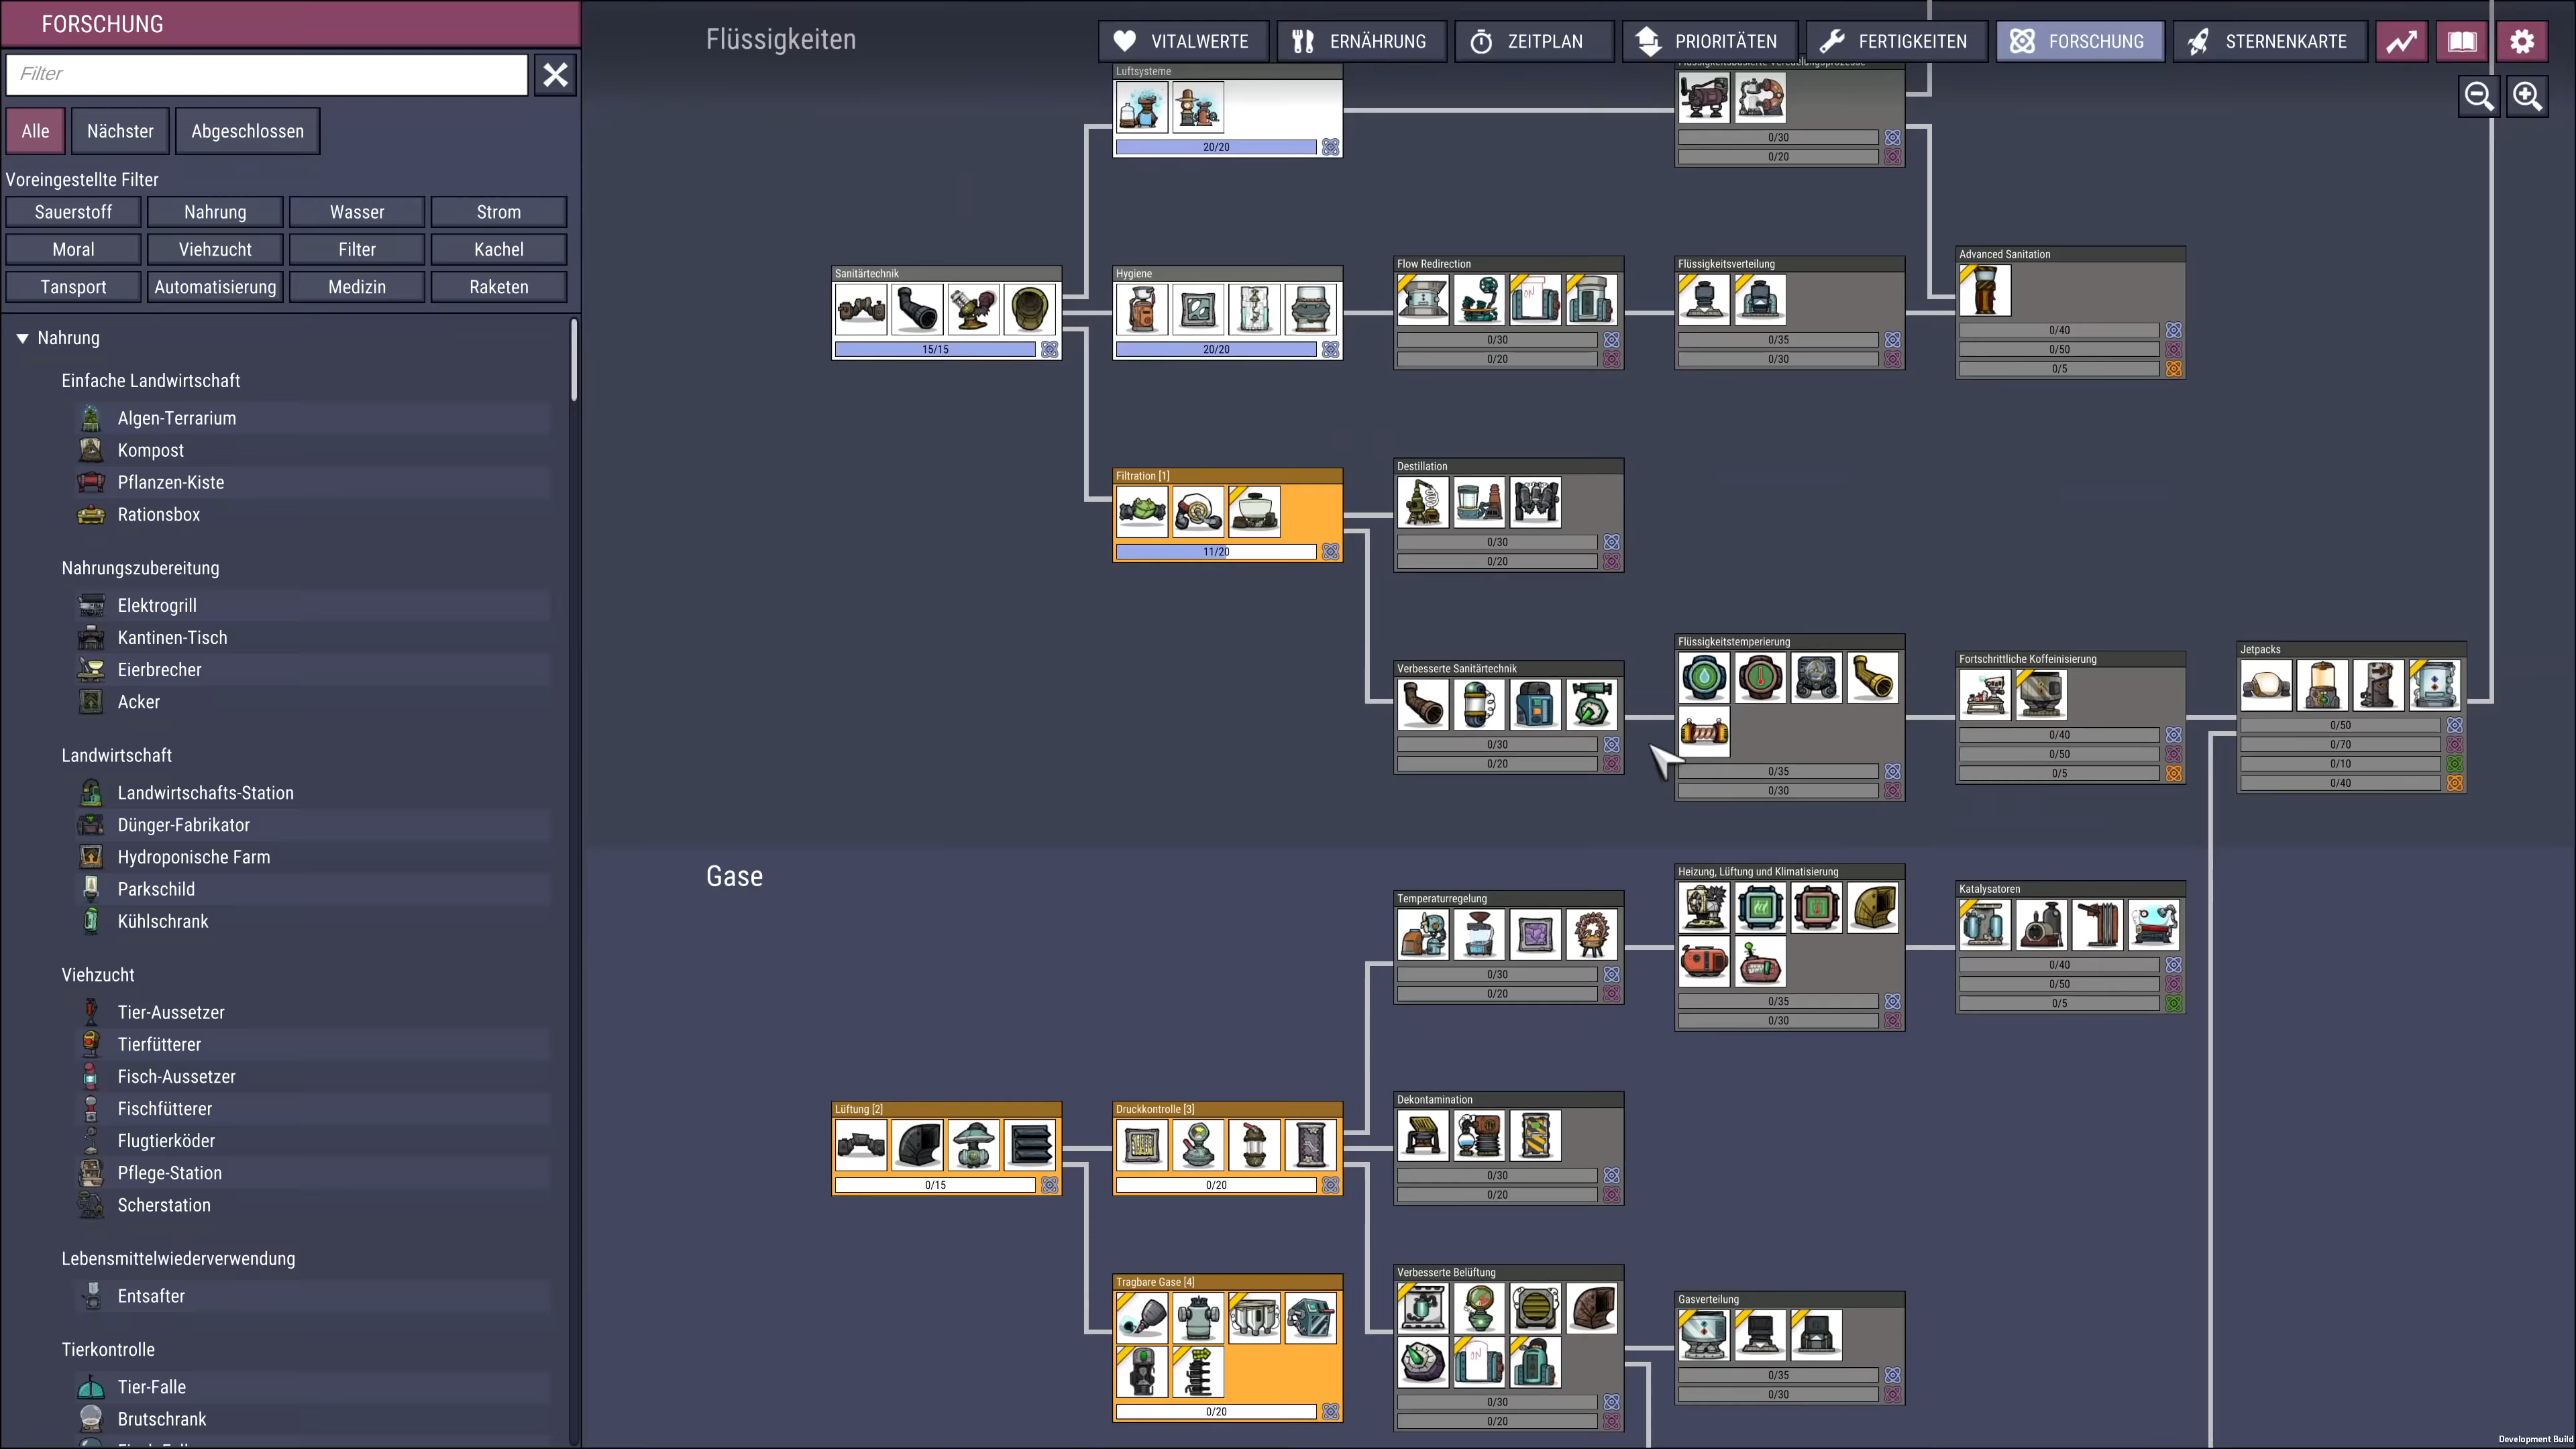 FORSCHUNG
Filter
Alle
Nächster
Abgeschlossen
Voreingestellte Filter
Sauerstoff
Nahrung
Wasser
Strom
Moral
Viehzucht
Filter
Kachel
Tansport
Automatisierung
Medizin
Raketen
Nahrung
Einfache Landwirtschaft
Algen-Terrarium
Kompost
Pflanzen-Kiste
Rationsbox
Nahrungszubereitung
Elektrogrill
Kantinen-Tisch
Eierbrecher
Acker
Landwirtschaft
Landwirtschafts-Station
Dünger-Fabrikator
Hydroponische Farm
Parkschild
Kühlschrank
Viehzucht
Tier-Aussetzer
Tierfütterer
Fisch-Aussetzer
Fischfütterer
Flugtierköder
Pflege-Station
Scherstation
Lebensmittelwiederverwendung
Entsafter
Tierkontrolle
Tier-Falle
Brutschrank
VITALWERTE
ERNÄHRUNG
ZEITPLAN
PRIORITÄTEN
FERTIGKEITEN
FORSCHUNG
STERNENKARTE
Flüssigkeiten
Luftsysteme
20/20
Flüssigkeitsbasierte Veredelungsprozesse
0/30
0/20
Sanitärtechnik
15/15
Hygiene
20/20
Flow Redirection
ON
0/30
0/20
Flüssigkeitsverteilung
0/35
0/30
Advanced Sanitation
0/40
0/50
0/5
Filtration [1]
11/20
Destillation
0/30
0/20
Verbesserte Sanitärtechnik
0/30
0/20
Flüssigkeitstemperierung
0/35
0/30
Fortschrittliche Koffeinisierung
0/40
0/50
0/5
Jetpacks
0/50
0/70
0/10
0/40
Gase
Temperaturregelung
0/30
0/20
Heizung, Lüftung und Klimatisierung
0/35
0/30
Katalysatoren
0/40
0/50
0/5
Lüftung [2]
0/15
Druckkontrolle [3]
0/20
Dekontamination
0/30
0/20
Tragbare Gase [4]
0/20
Verbesserte Belüftung
ON
0/30
0/20
Gasverteilung
0/35
0/30
Development Build